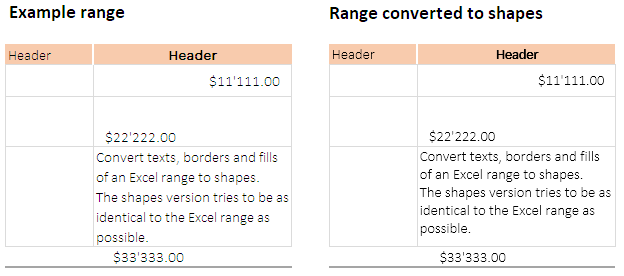 Example range
Header Header
$11'111.00
$22'222.00
Convert texts, borders and fills
of an Excel range to shapes.
The shapes version tries to be as
identical to the Excel range as
possible.
$33'333.00
Range converted to shapes
Header Header
$11'111.00
$22'222.00
Convert texts, borders and fills
of an Excel range to shapes.
The shapes version tries to be as
identical to the Excel range as
possible.
$33'333.00